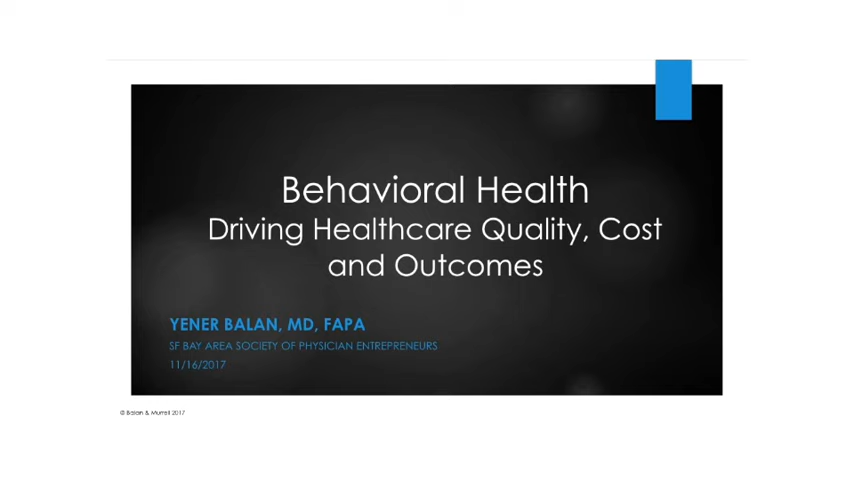 Behavioral Health
Driving Healthcare Quality, Cost
and Outcomes
YENER BALAN, MD, FAPA
SF BAY AREA SOCIETY OF PHYSICIAN ENTREPRENEURS
11/16/2017
© Balan & Murrell 2017